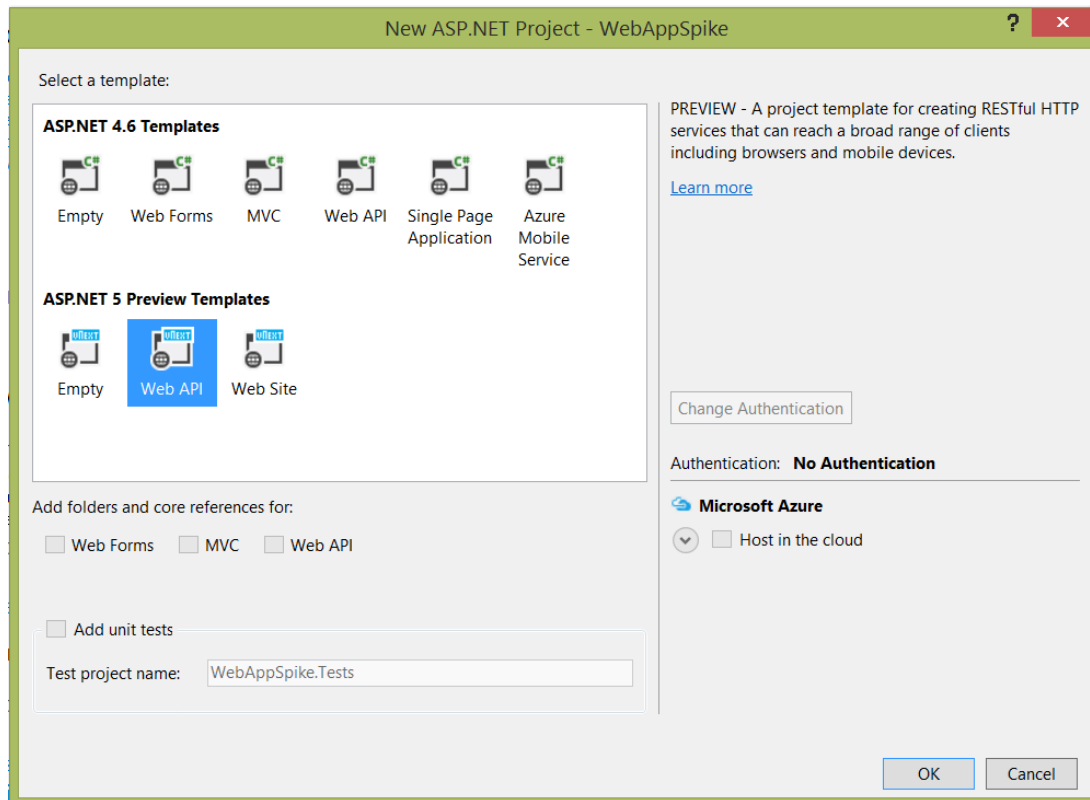 New ASP.NET Project - WebAppSpike
?
Select a template:
ASP.NET 4.6 Templates
C# C# C# C# C# C#
Empty Web Forms MVC Web API Single Page Azure
Application Mobile
Service
ASP.NET 5 Preview Templates
vNEXT vNEXT vNEXT
Empty Web API Web Site
PREVIEW - A project template for creating RESTful HTTP
services that can reach a broad range of clients
including browsers and mobile devices.
Learn more
Change Authentication
Authentication: No Authentication
Microsoft Azure
Host in the cloud
Add folders and core references for:
Web Forms MVC Web API
Add unit tests
Test project name: WebAppSpike.Tests
OK Cancel